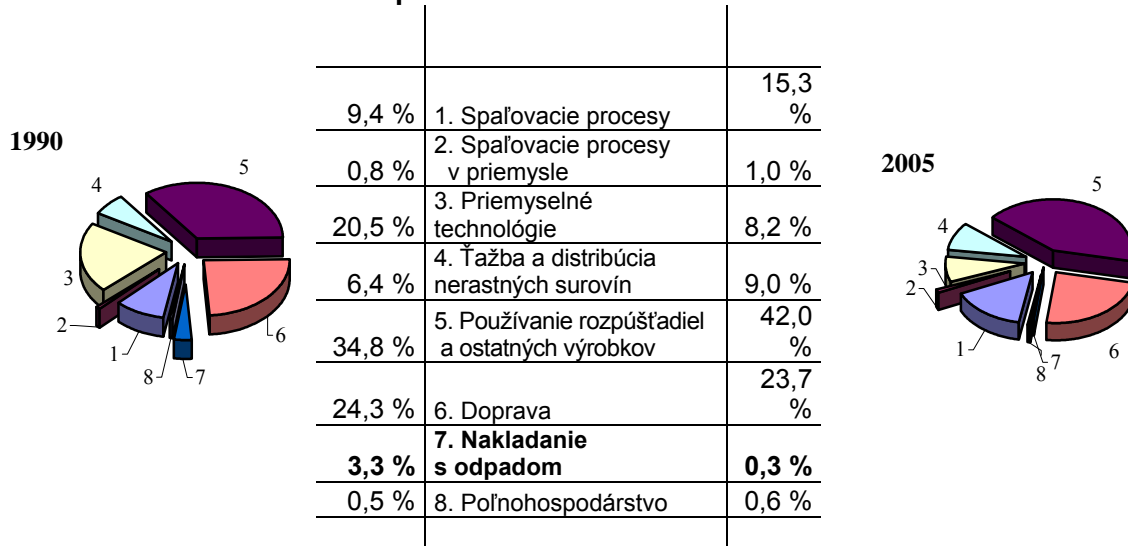 1990
4
5
3
2
1
8
7
6
15,3
9,4 % 1. Spaľovacie procesy %
2. Spaľovacie procesy
0,8 % v priemysle 1,0 %
3. Priemyselné
20,5 % technológie 8,2 %
4. Ťažba a distribúcia
6,4 % nerastných surovín 9,0 %
5. Používanie rozpúšťadiel 42,0
34,8 % a ostatných výrobkov %
23,7
24,3 % 6. Doprava %
7. Nakladanie
3,3 % s odpadom 0,3 %
0,5 % 8. Poľnohospodárstvo 0,6 %
2005
5
4
3
2
1
8
7
6